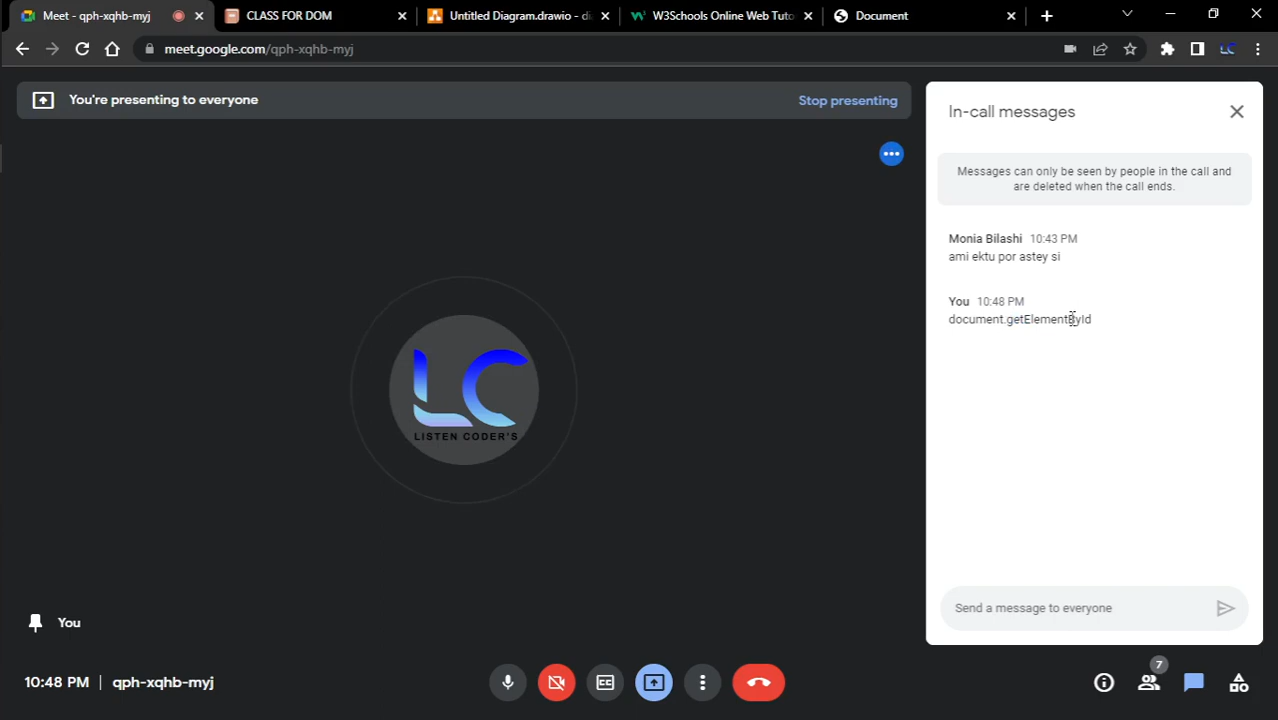 Meet - qph-xqhb-myj
CLASS FOR DOM
Untitled Diagram.drawio - di
W3Schools Online Web Tuto
Document
meet.google.com/qph-xqhb-myj
LC
You're presenting to everyone
Stop presenting
In-call messages
Messages can only be seen by people in the call and
are deleted when the call ends.
Monia Bilashi 10:43 PM
ami ektu por astey si
You 10:48 PM
document.getElementById
LC
LISTEN CODER'S
Send a message to everyone
You
10:48 PM | qph-xqhb-myj
7